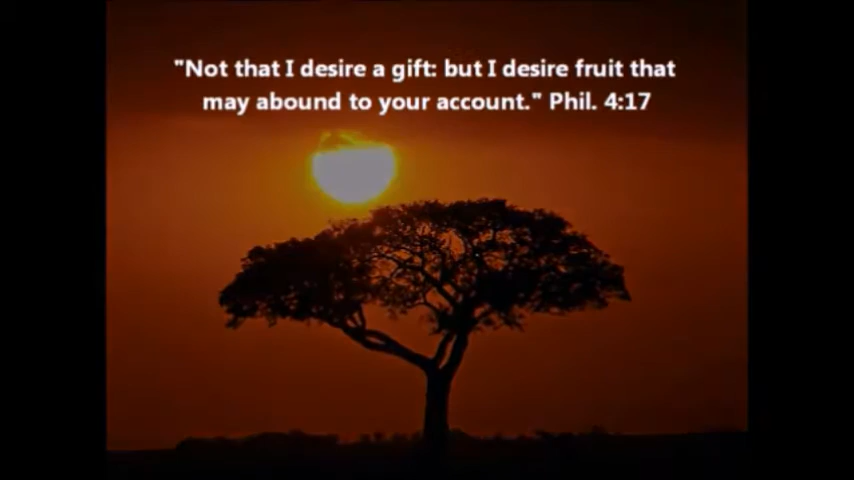 "Not that I desire a gift: but I desire fruit that
may abound to your account." Phil. 4:17